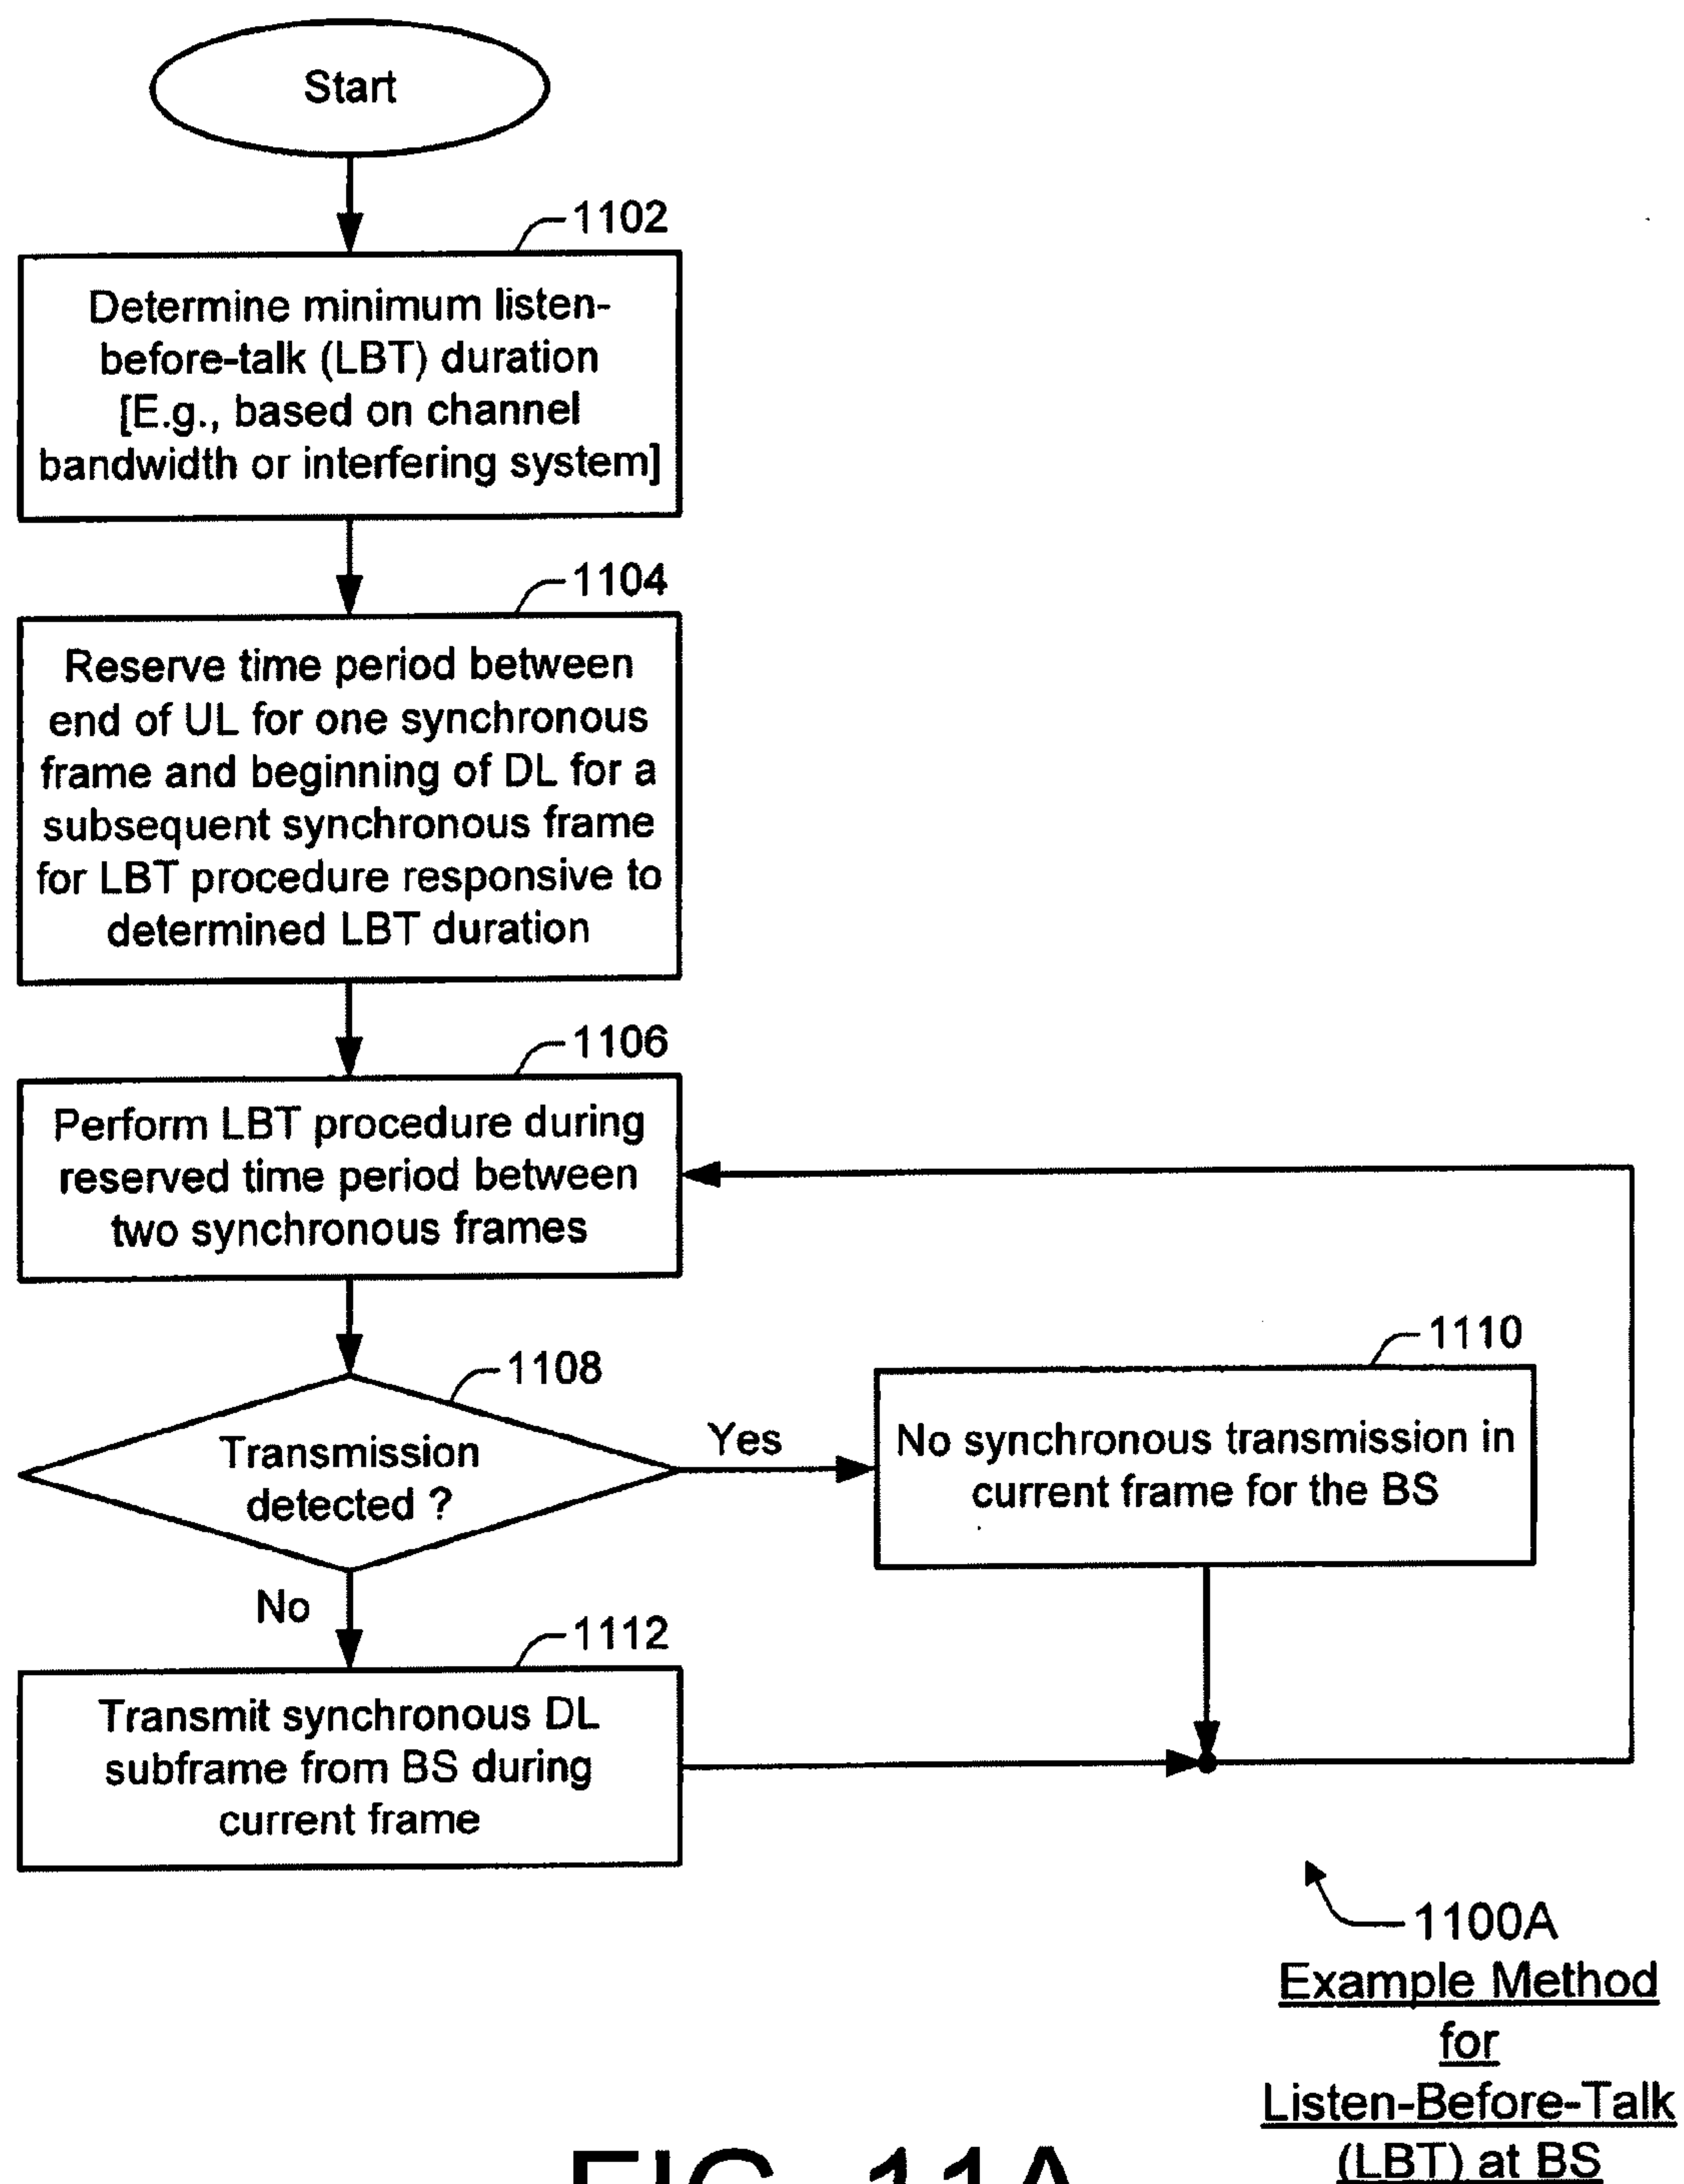 Start
1102
Determine minimum listen-
before-talk (LBT) duration
[E.g., based on channel
bandwidth or interfering system]
1104
Reserve time period between
end of UL for one synchronous
frame and beginning of DL for a
subsequent synchronous frame
for LBT procedure responsive to
determined LBT duration
1106
Perform LBT procedure during
reserved time period between
two synchronous frames
1108
Transmission
detected ?
Yes
1110
No synchronous transmission in
current frame for the BS
No
1112
Transmit synchronous DL
subframe from BS during
current frame
1100A
Example Method
for
Listen-Before-Talk
(LBT) at BS
FIG. 11A